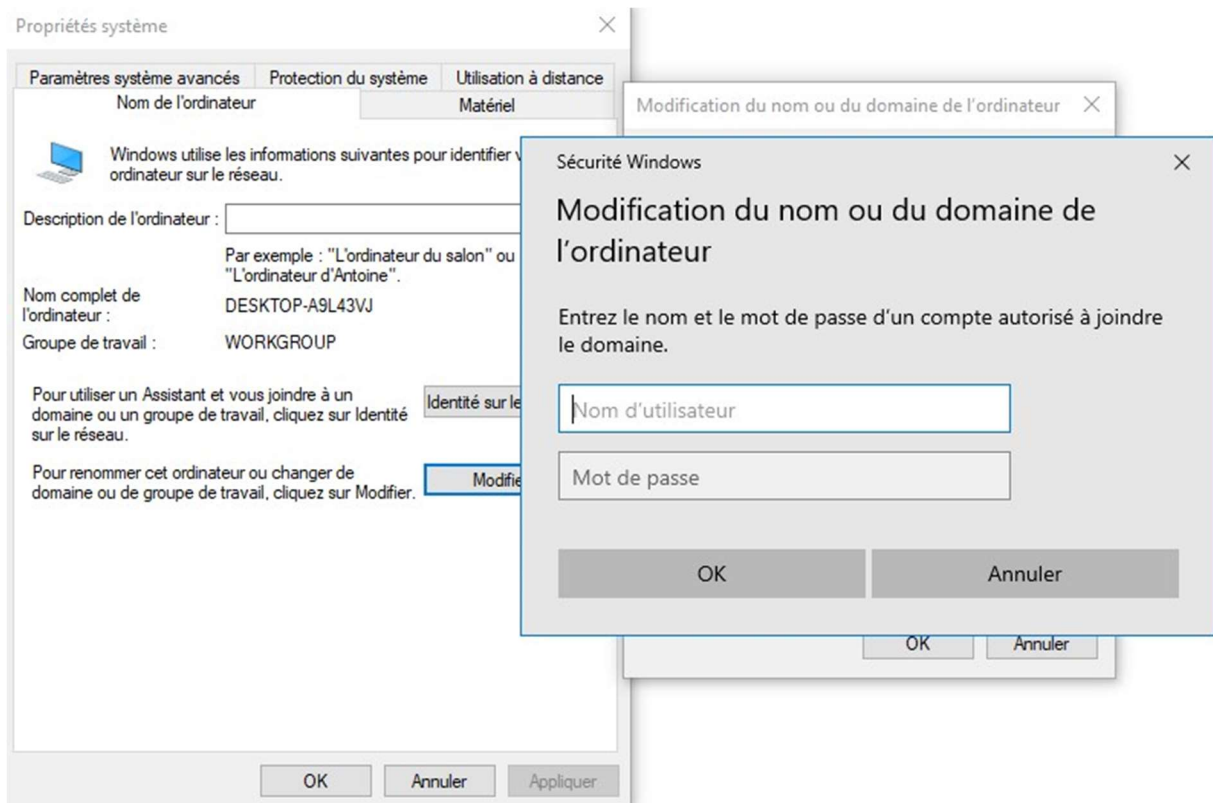 Propriétés système
Paramètres système avancés
Protection du système
Utilisation à distance
Nom de l'ordinateur
Matériel
Windows utilise les informations suivantes pour identifier
ordinateur sur le réseau.
Description de l'ordinateur :
Par exemple : "L'ordinateur du salon" ou
"L'ordinateur d'Antoine".
Nom complet de
l'ordinateur :
DESKTOP-A9L43VJ
Groupe de travail :
WORKGROUP
Pour utiliser un Assistant et vous joindre à un
domaine ou un groupe de travail, cliquez sur Identité
sur le réseau.
Identité sur le
Pour renommer cet ordinateur ou changer de
domaine ou de groupe de travail, cliquez sur Modifier.
OK
Annuler
Appliquer
Modification du nom ou du domaine de l'ordinateur
Sécurité Windows
Modification du nom ou du domaine de
l'ordinateur
Entrez le nom et le mot de passe d'un compte autorisé à joindre
le domaine.
Nom d'utilisateur
Mot de passe
OK
Annuler
OK
Annuler